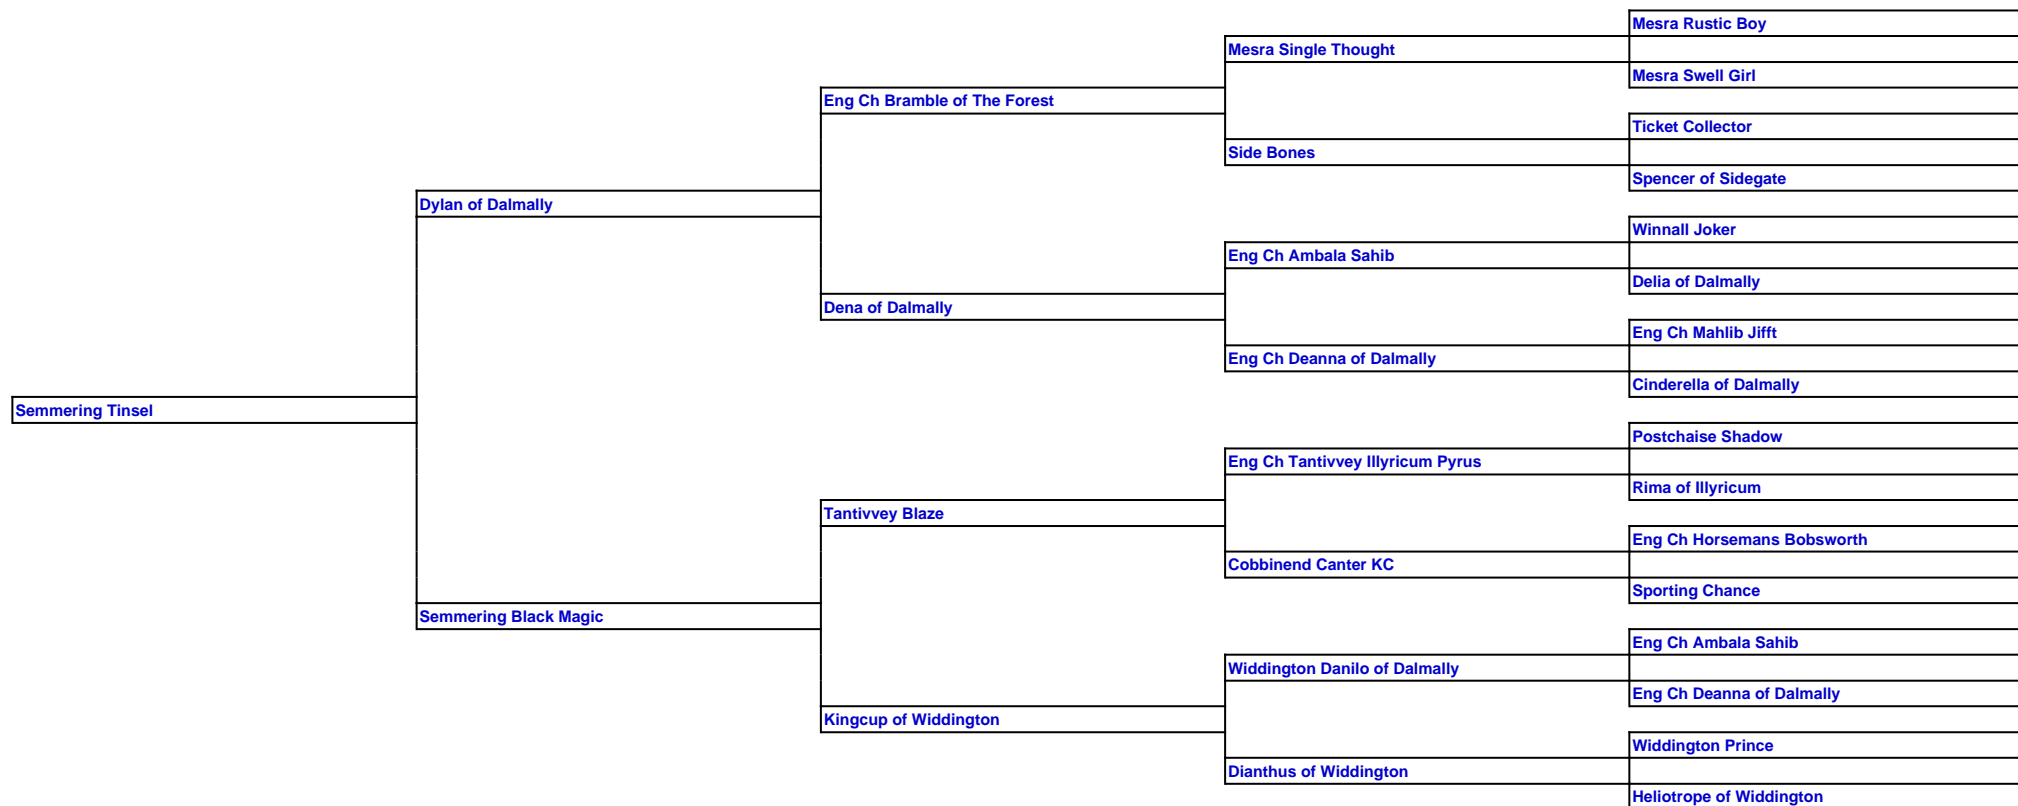 Mesra Rustic Boy
Mesra Single Thought
Mesra Swell Girl
Eng Ch Bramble of The Forest
Ticket Collector
Side Bones
Spencer of Sidegate
Dylan of Dalmally
Winnall Joker
Eng Ch Ambala Sahib
Delia of Dalmally
Dena of Dalmally
Eng Ch Mahlib Jifft
Eng Ch Deanna of Dalmally
Cinderella of Dalmally
Semmering Tinsel
Postchaise Shadow
Eng Ch Tantivvey Illyricum Pyrus
Rima of Illyricum
Tantivvey Blaze
Eng Ch Horsemans Bobsworth
Cobbinend Canter KC
Sporting Chance
Semmering Black Magic
Eng Ch Ambala Sahib
Widdington Danilo of Dalmally
Eng Ch Deanna of Dalmally
Kingcup of Widdington
Widdington Prince
Dianthus of Widdington
Heliotrope of Widdington